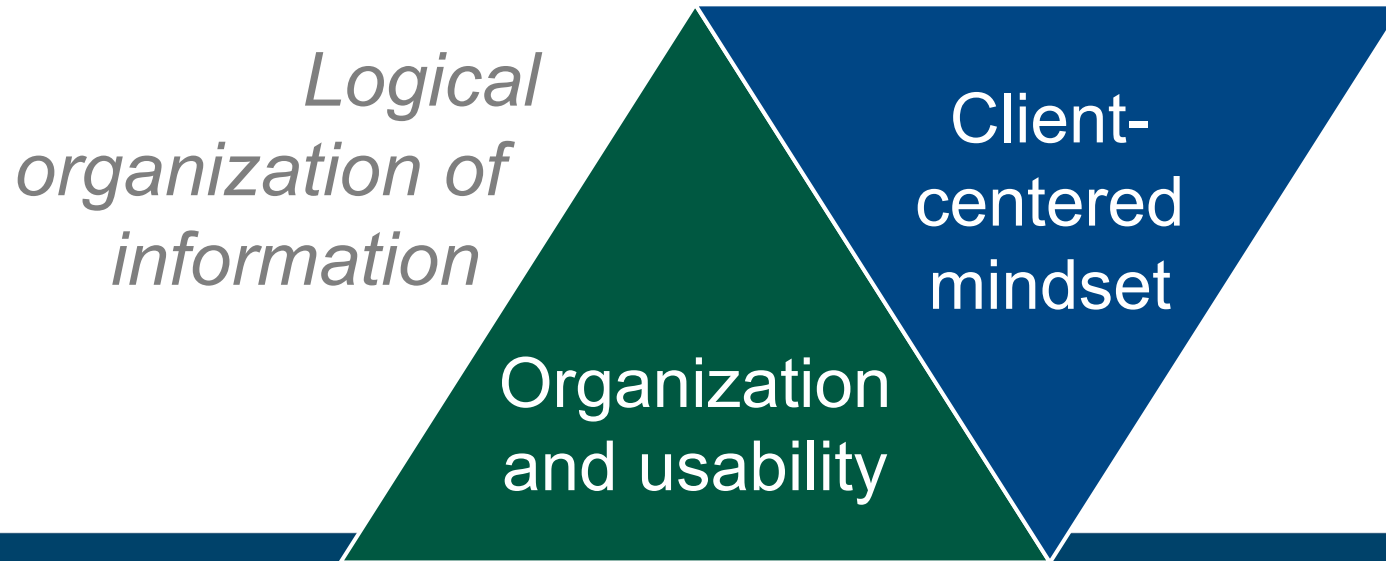 Logical
organization of
information
Client-
centered
mindset
Organization
and usability